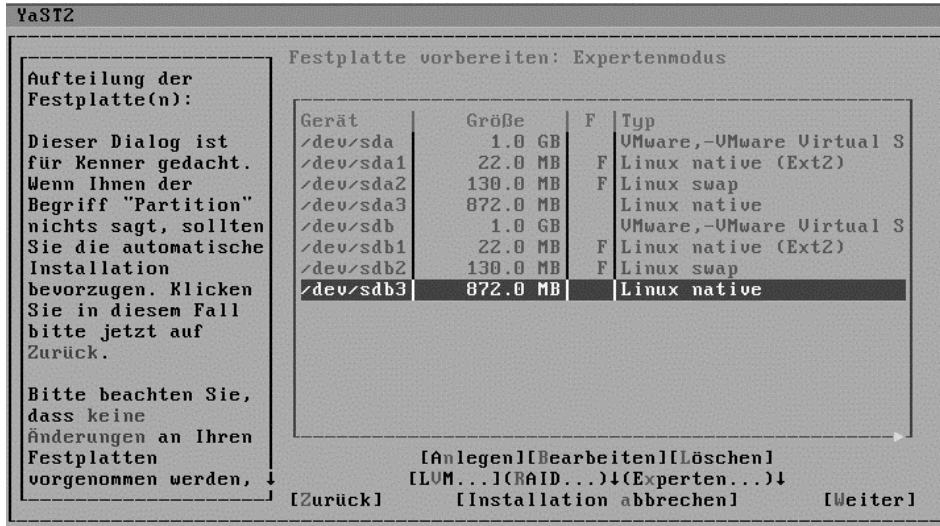 YaST2
Festplatte vorbereiten: Expertenmodus
Aufteilung der
Festplatte(n):
Dieser Dialog ist
für Kenner gedacht.
Wenn Ihnen der
Begriff "Partition"
nichts sagt, sollten
Sie die automatische
Installation
bevorzugen. Klicken
Sie in diesem Fall
bitte jetzt auf
Zurück.
Bitte beachten Sie,
dass keine
Änderungen an Ihren
Festplatten
vorgenommen werden, ↓
Gerät | Größe | F | Typ
/dev/sda 1.0 GB VMware,-VMware Virtual S
/dev/sda1 22.0 MB F Linux native (Ext2)
/dev/sda2 130.0 MB F Linux swap
/dev/sda3 872.0 MB Linux native
/dev/sdb 1.0 GB VMware,-VMware Virtual S
/dev/sdb1 22.0 MB F Linux native (Ext2)
/dev/sdb2 130.0 MB F Linux swap
/dev/sdb3 872.0 MB Linux native
[Anlegen][Bearbeiten][Löschen]
[LVM...](RAID...)↓(Experten...)↓
[Zurück] [Installation abbrechen] [Weiter]